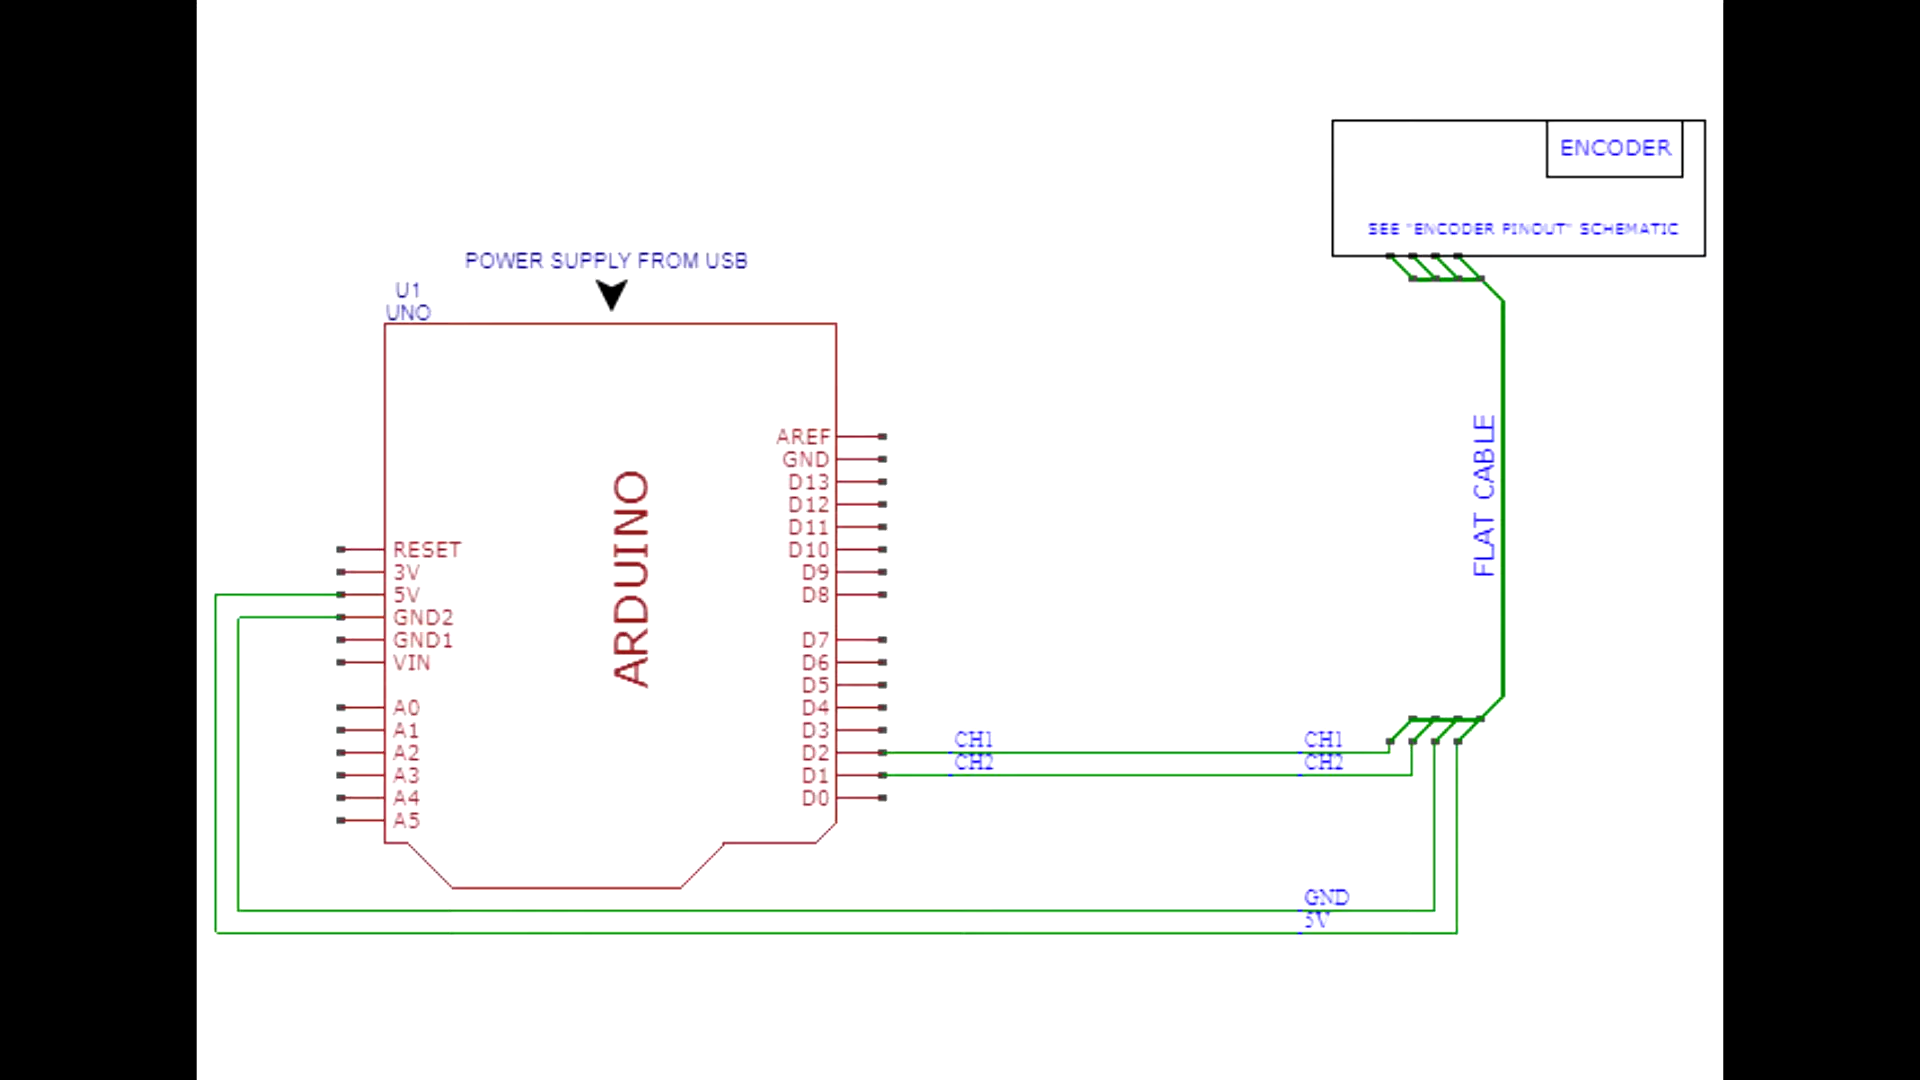 ENCODER
SEE "ENCODER PINOUT" SCHEMATIC
POWER SUPPLY FROM USB
U1
UNO
ARDUINO
RESET
3V
5V
GND2
GND1
VIN
A0
A1
A2
A3
A4
A5
AREF
GND
D13
D12
D11
D10
D9
D8
D7
D6
D5
D4
D3
D2
D1
D0
FLAT CABLE
CH1 CH1
CH2 CH2
GND
5V